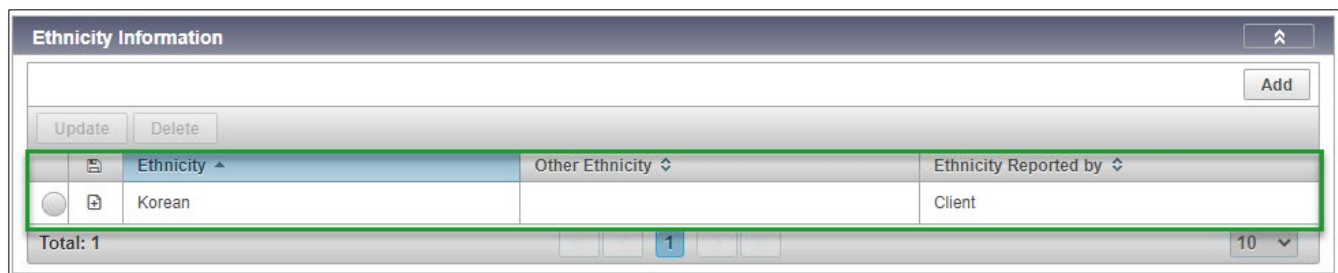 Ethnicity Information
Add
Update Delete
Ethnicity Other Ethnicity Ethnicity Reported by
Korean Client
Total: 1 1 10